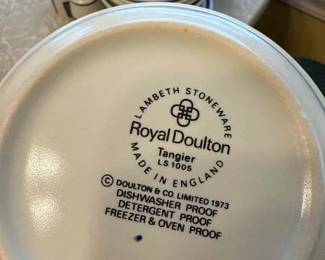 LAMBETH STONEWARE
Royal Doulton
Tangier
LS 1005
MADE IN ENGLAND
© DOULTON & CO. LIMITED 1973
DISHWASHER PROOF
DETERGENT PROOF
FREEZER & OVEN PROOF